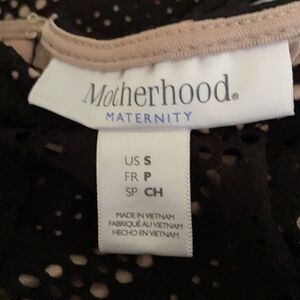 Motherhood®
MATERNITY
US S
FR P
SP CH
MADE IN VIETNAM
FABRIQUÉ AU VIETNAM
HECHO EN VIETNAM